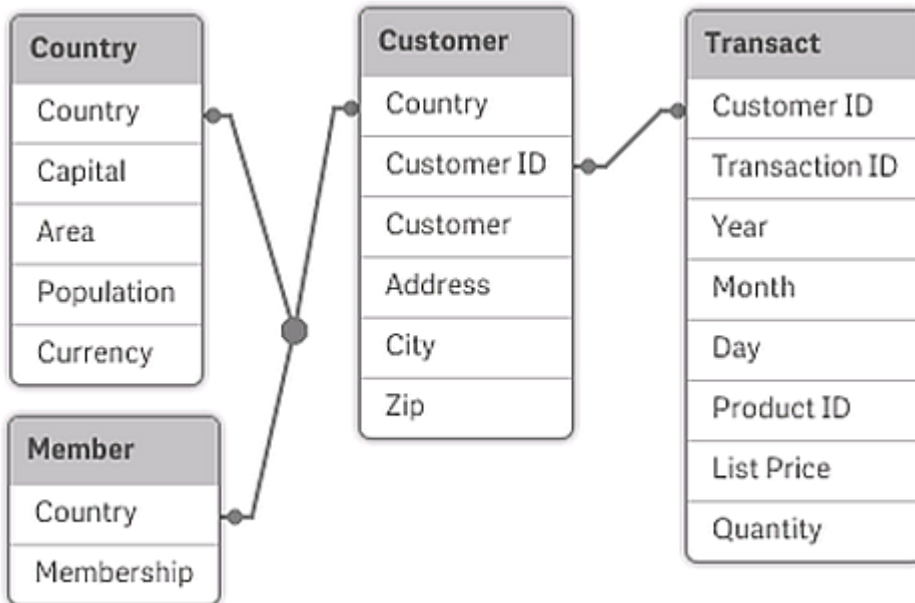 Country
Country
Capital
Area
Population
Currency
Member
Country
Membership
Customer
Country
Customer ID
Customer
Address
City
Zip
Transact
Customer ID
Transaction ID
Year
Month
Day
Product ID
List Price
Quantity